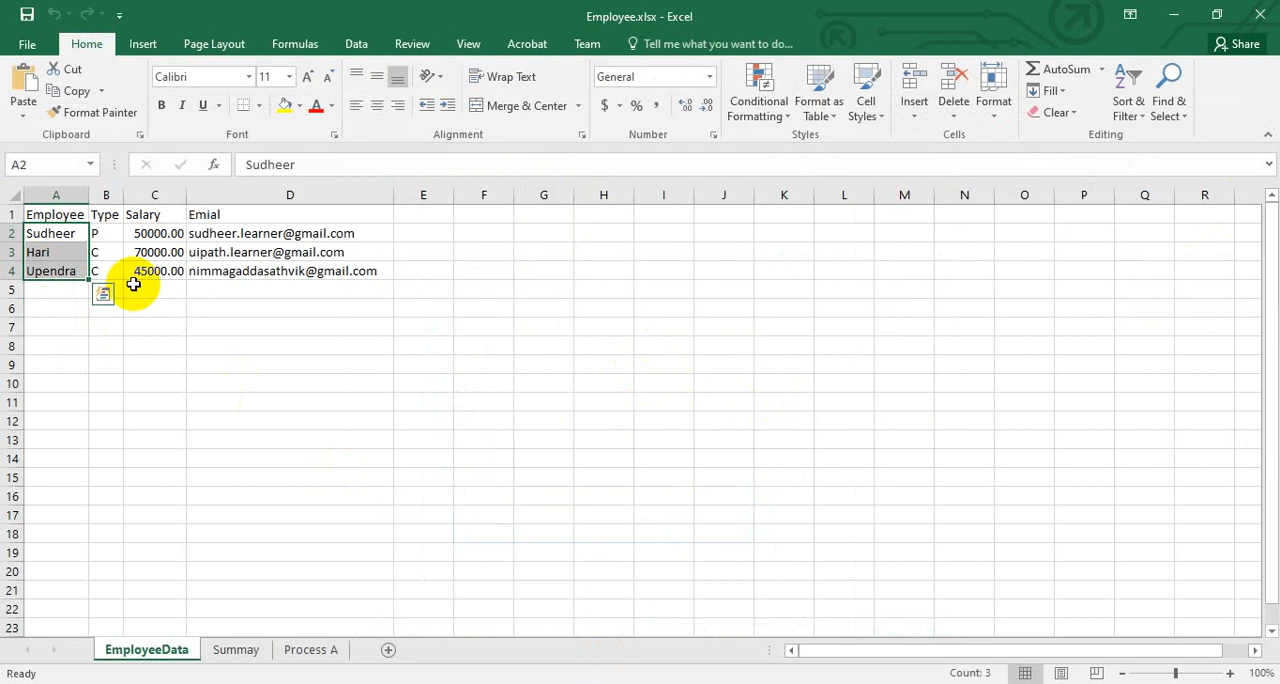 Employee.xlsx - Excel
File Home Insert Page Layout Formulas Data Review View Acrobat Team Tell me what you want to do... Share
Paste
Cut
Copy
Format Painter
Clipboard
Calibri 11
B I U
Font
Wrap Text
Merge & Center
Alignment
General
$ % ,
Number
Conditional Formatting
Format as Table
Cell Styles
Styles
Insert Delete Format
Cells
AutoSum
Fill
Clear
Sort & Filter
Find & Select
Editing
A2 fx Sudheer
A B C D E F G H I J K L M N O P Q R
1 Employee Type Salary Emial
2 Sudheer P 50000.00 sudheer.learner@gmail.com
3 Hari C 70000.00 uipath.learner@gmail.com
4 Upendra C 45000.00 nimmagaddasathvik@gmail.com
5
6
7
8
9
10
11
12
13
14
15
16
17
18
19
20
21
22
23
EmployeeData Summay Process A
Ready Count: 3 100%